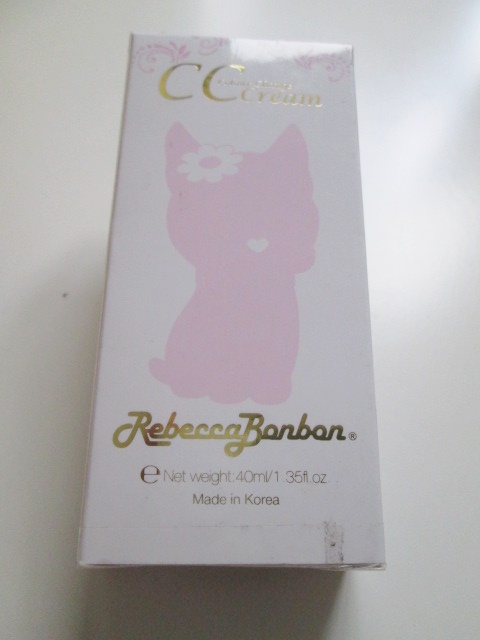 CC Cream
RebeccaBonbon®
e Net weight:40ml/1.35fl.oz
Made in Korea